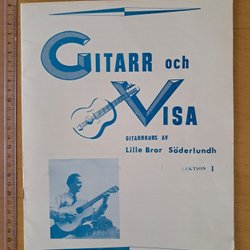 GITARR och
VISA
GITARRKURS AV
Lille Bror Söderlundh
LEKTION 1